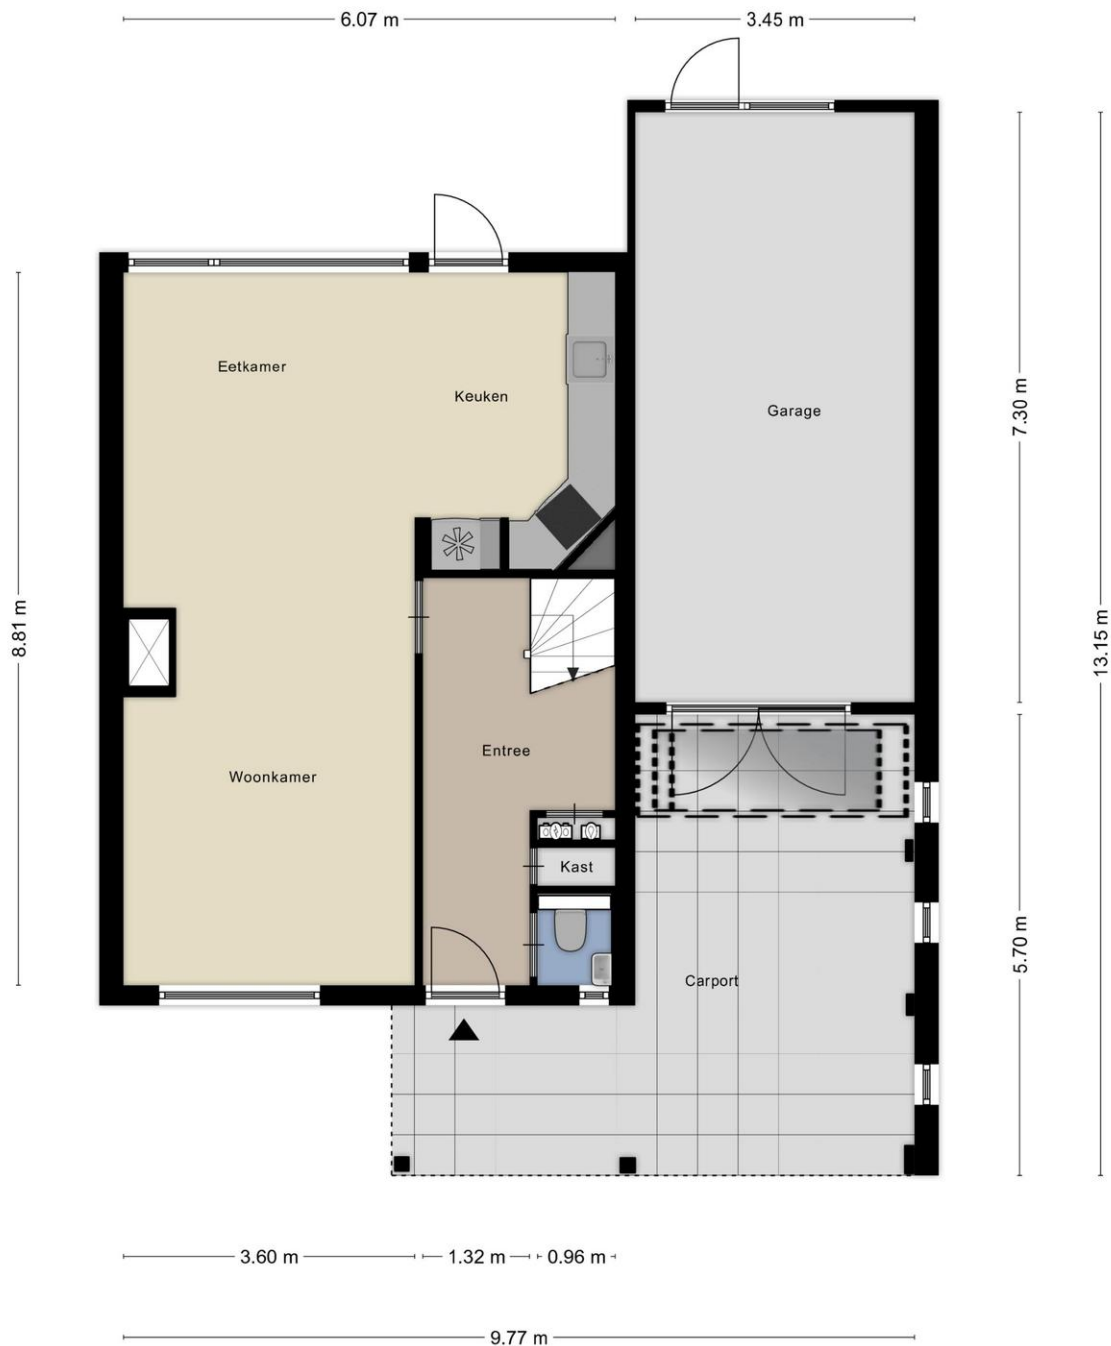 6.07 m
3.45 m
Eetkamer
Keuken
Garage
7.30 m
8.81 m
13.15 m
Entree
Woonkamer
Kast
5.70 m
Carport
3.60 m
1.32 m
0.96 m
9.77 m